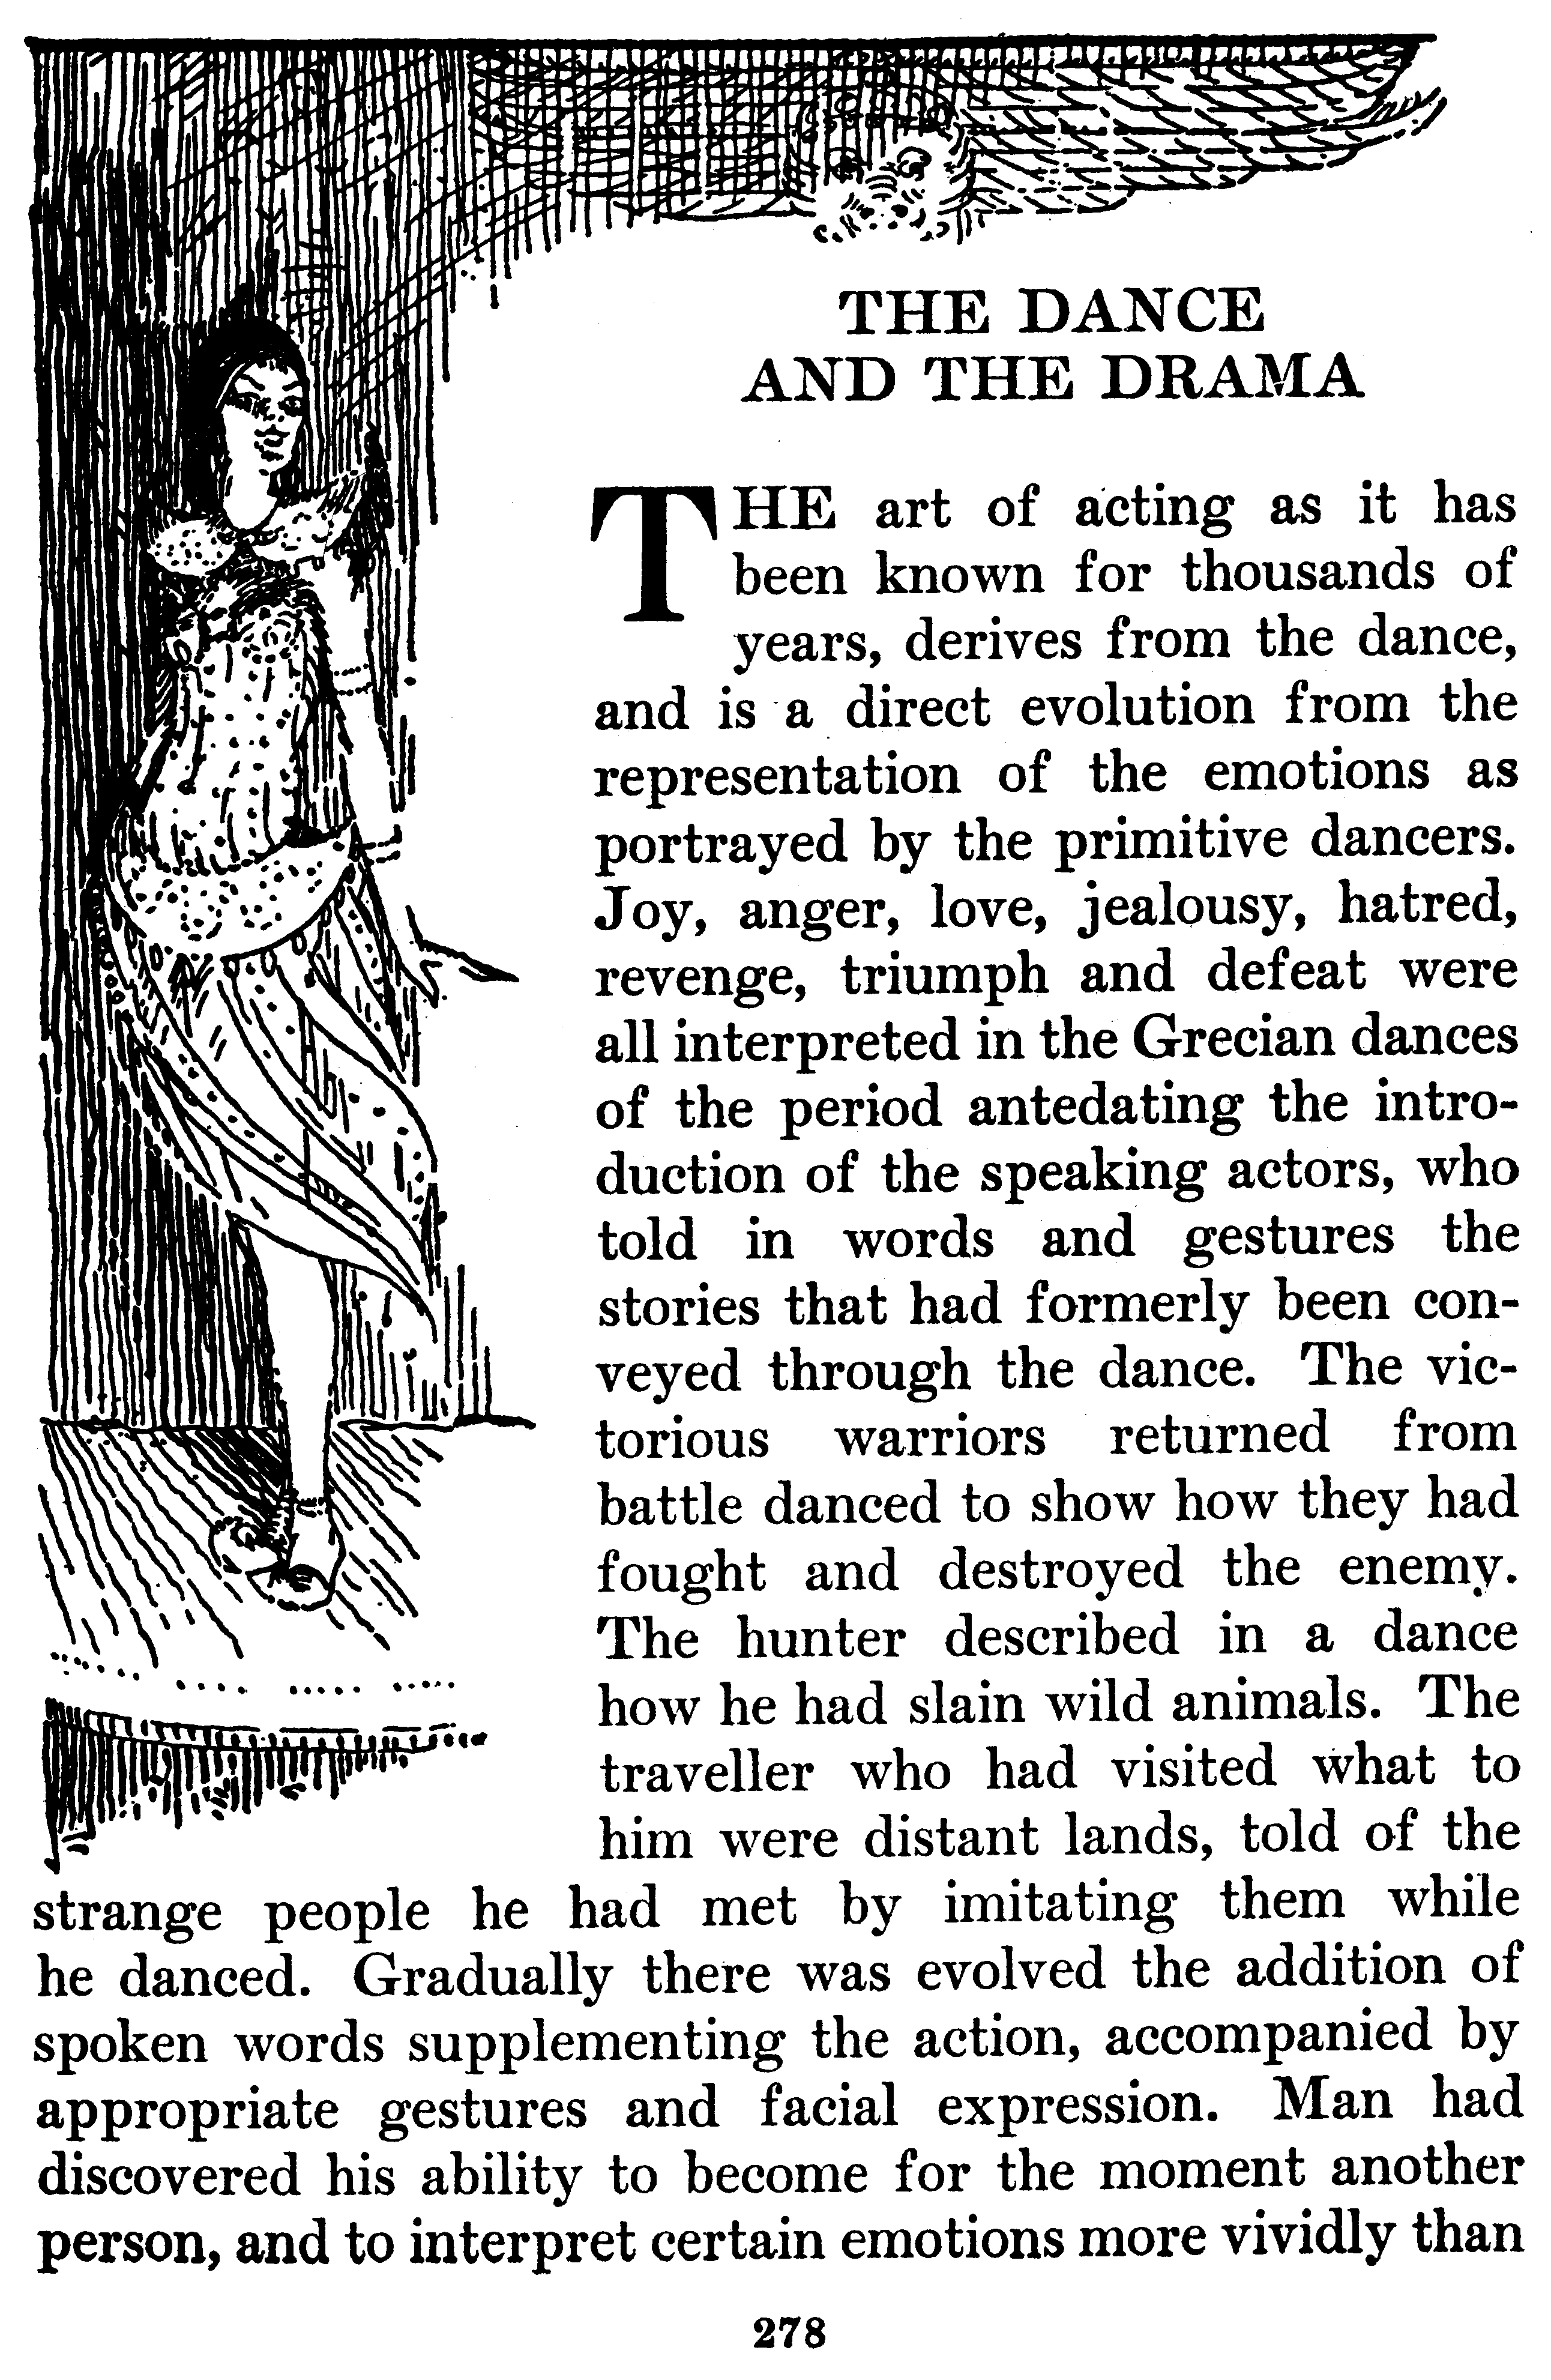 THE DANCE
AND THE DRAMA
THE art of acting as it has
been known for thousands of
years, derives from the dance,
and is a direct evolution from the
representation of the emotions as
portrayed by the primitive dancers.
Joy, anger, love, jealousy, hatred,
revenge, triumph and defeat were
all interpreted in the Grecian dances
of the period antedating the intro-
duction of the speaking actors, who
told in words and gestures the
stories that had formerly been con-
veyed through the dance. The vic-
torious warriors returned from
battle danced to show how they had
fought and destroyed the enemy.
The hunter described in a dance
how he had slain wild animals. The
traveller who had visited what to
him were distant lands, told of the
strange people he had met by imitating them while
he danced. Gradually there was evolved the addition of
spoken words supplementing the action, accompanied by
appropriate gestures and facial expression. Man had
discovered his ability to become for the moment another
person, and to interpret certain emotions more vividly than
278